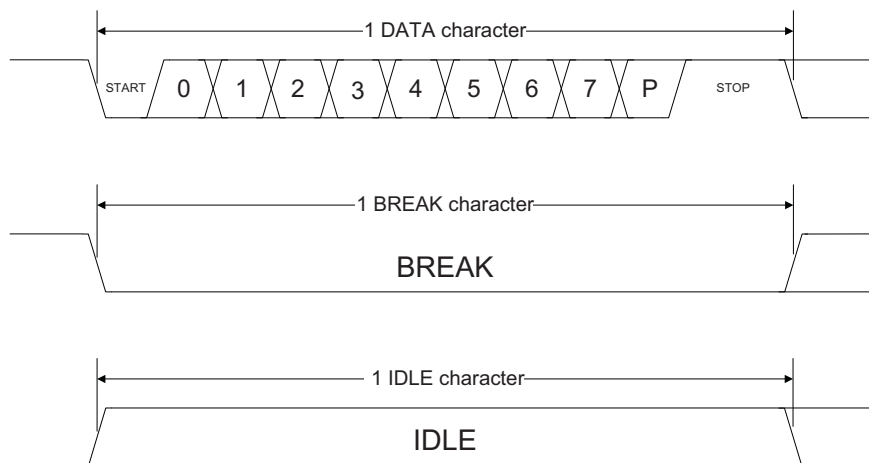 1 DATA character
START 0 1 2 3 4 5 6 7 P STOP
1 BREAK character
BREAK
1 IDLE character
IDLE